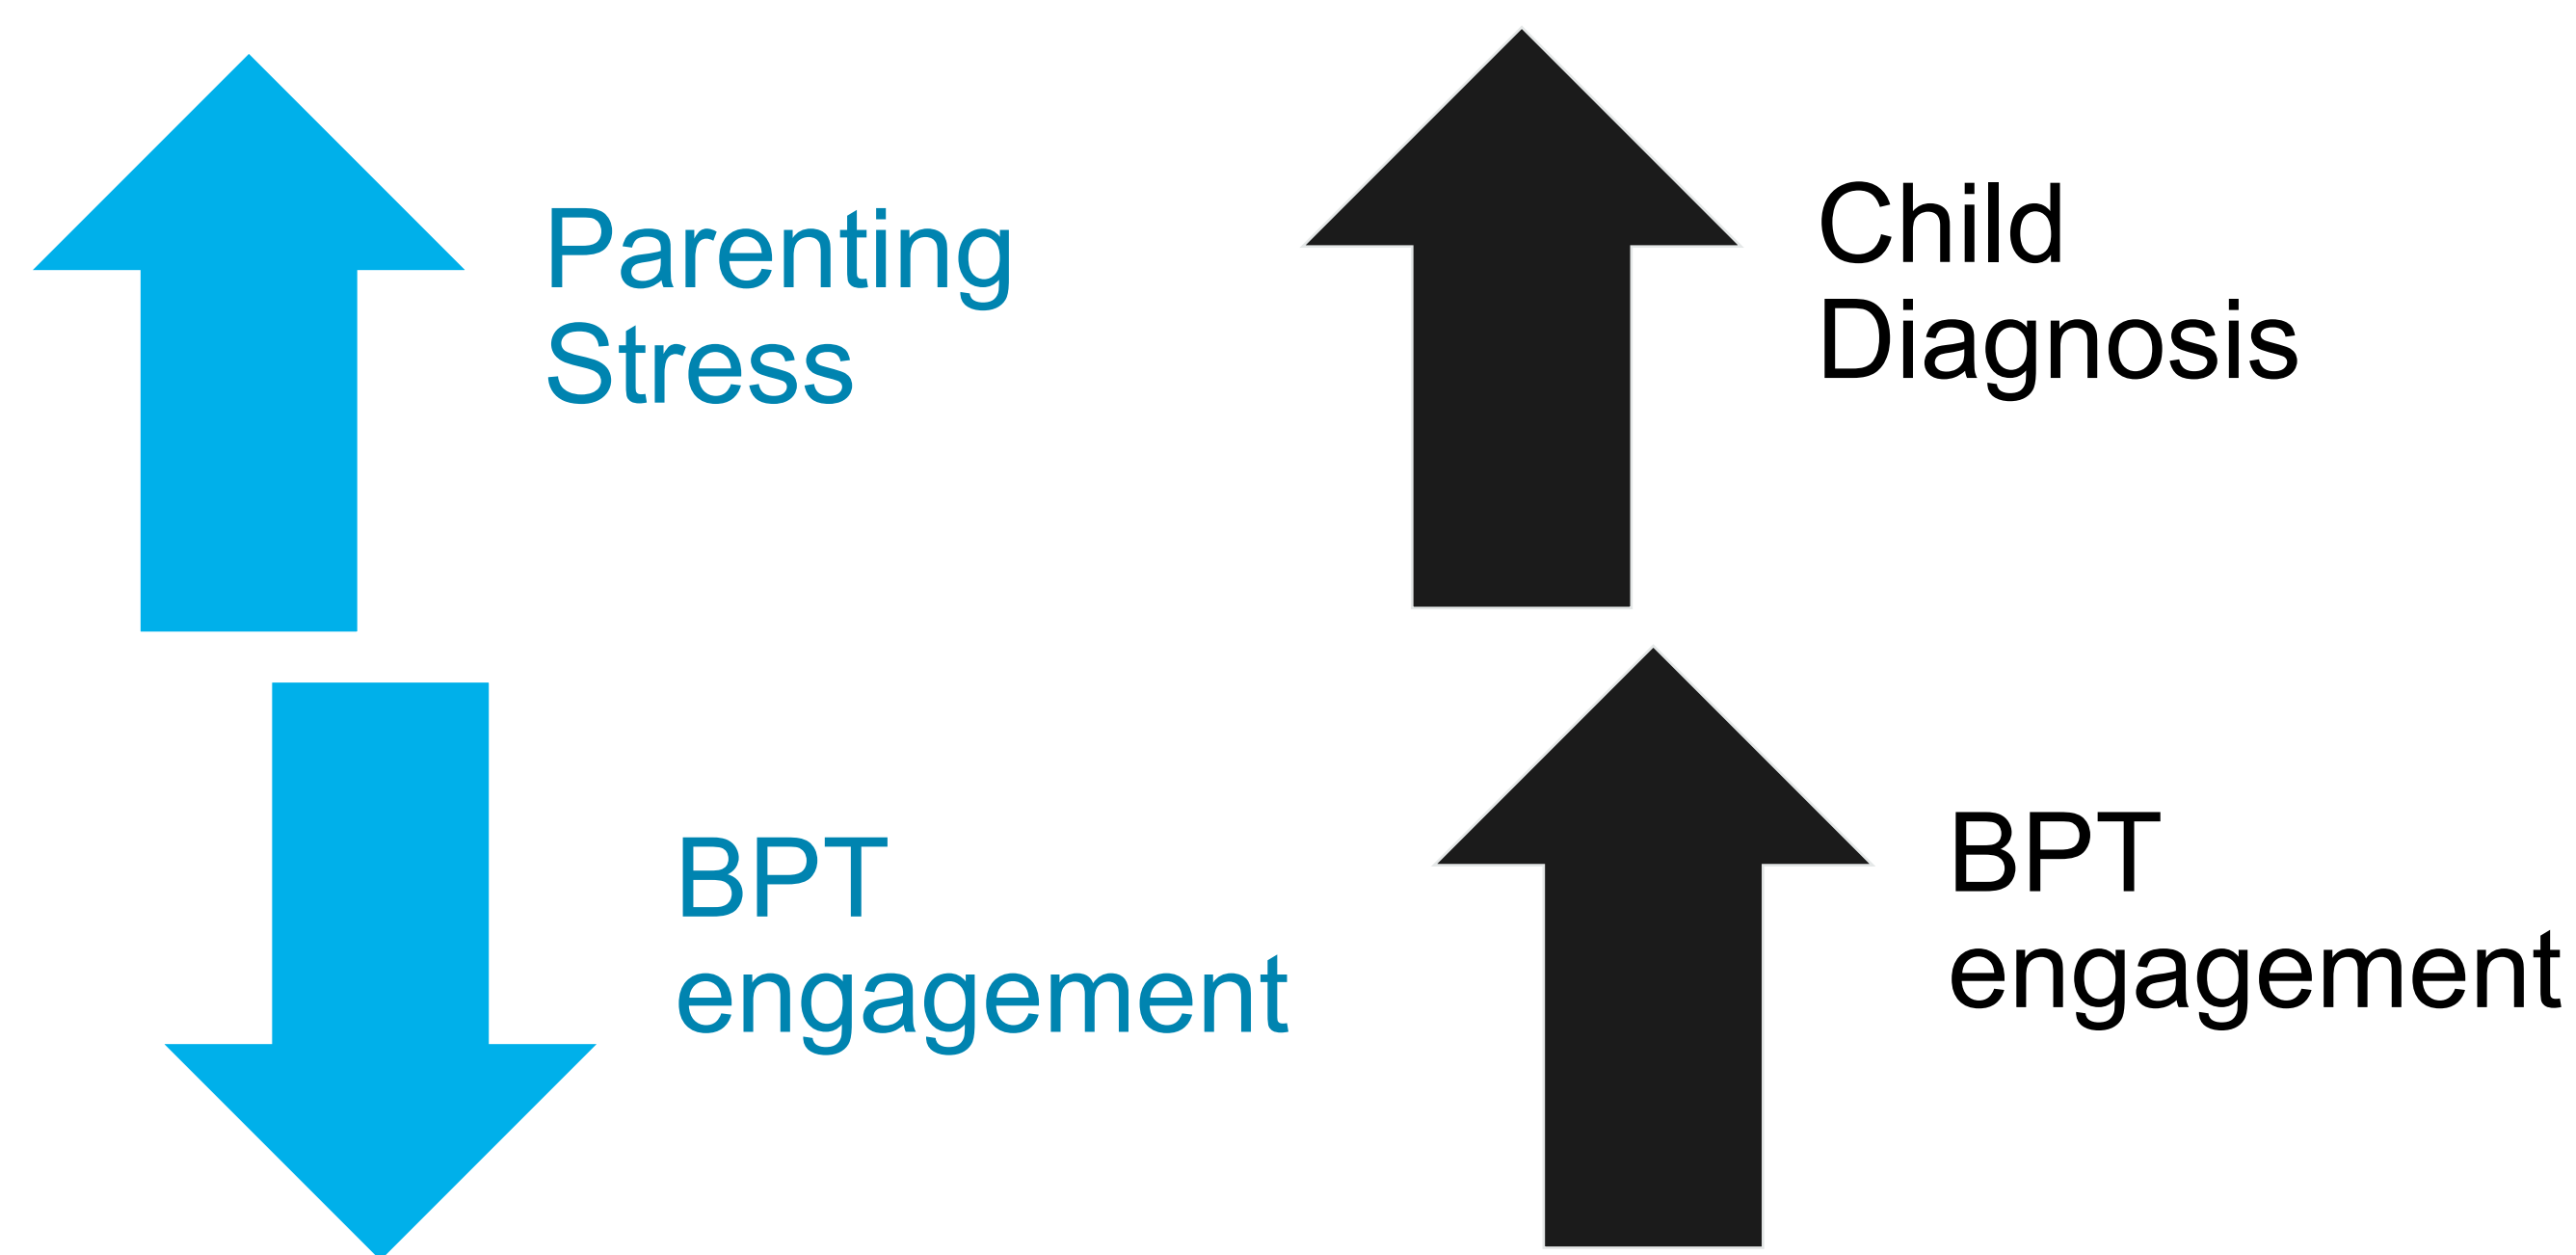 Parenting
Stress
BPT
engagement
Child
Diagnosis
BPT
engagement